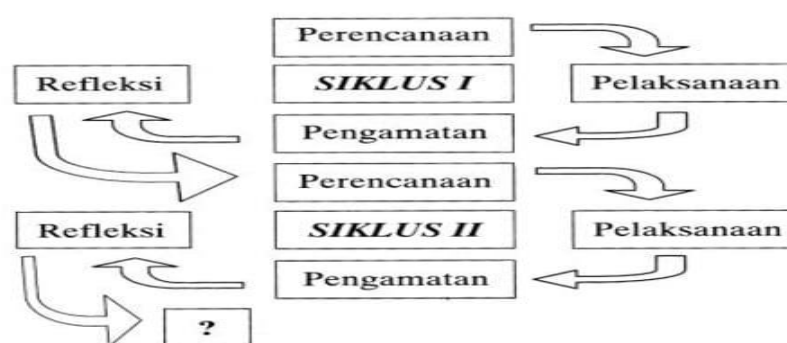 Perencanaan
Refleksi
SIKLUS I
Pelaksanaan
Pengamatan
Perencanaan
Refleksi
SIKLUS II
Pelaksanaan
Pengamatan
?